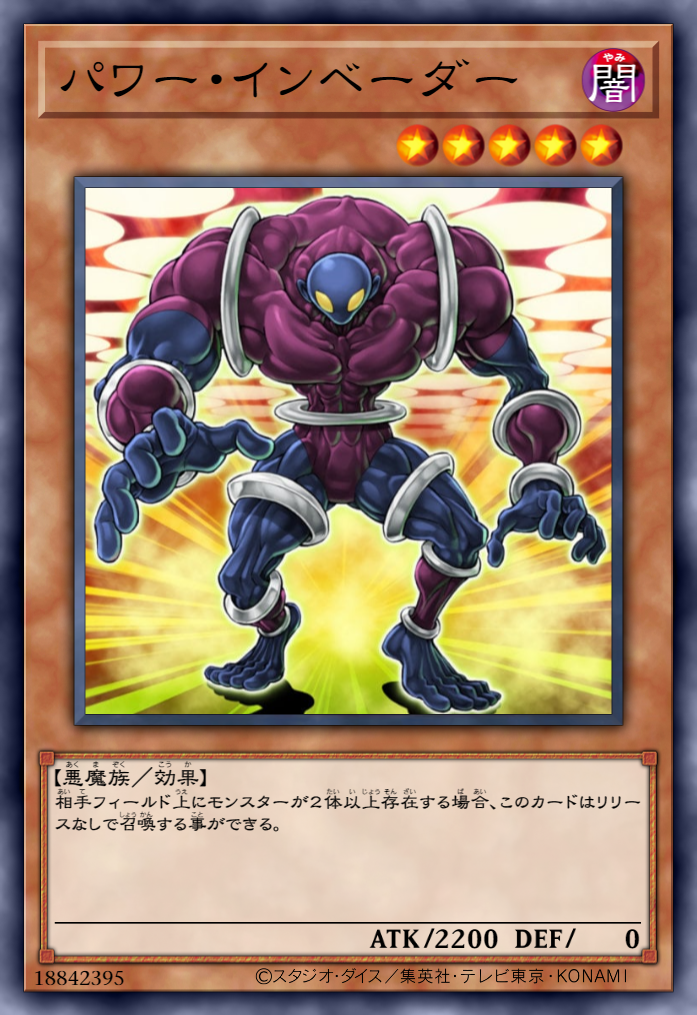 パワー・インベーダー
やみ
闇
【悪魔族／効果】
相手フィールド上にモンスターが2体以上存在する場合、このカードはリリー
スなしで召喚する事ができる。
ATK/2200 DEF/ 0
18842395 ©スタジオ・ダイス／集英社・テレビ東京・KONAMI